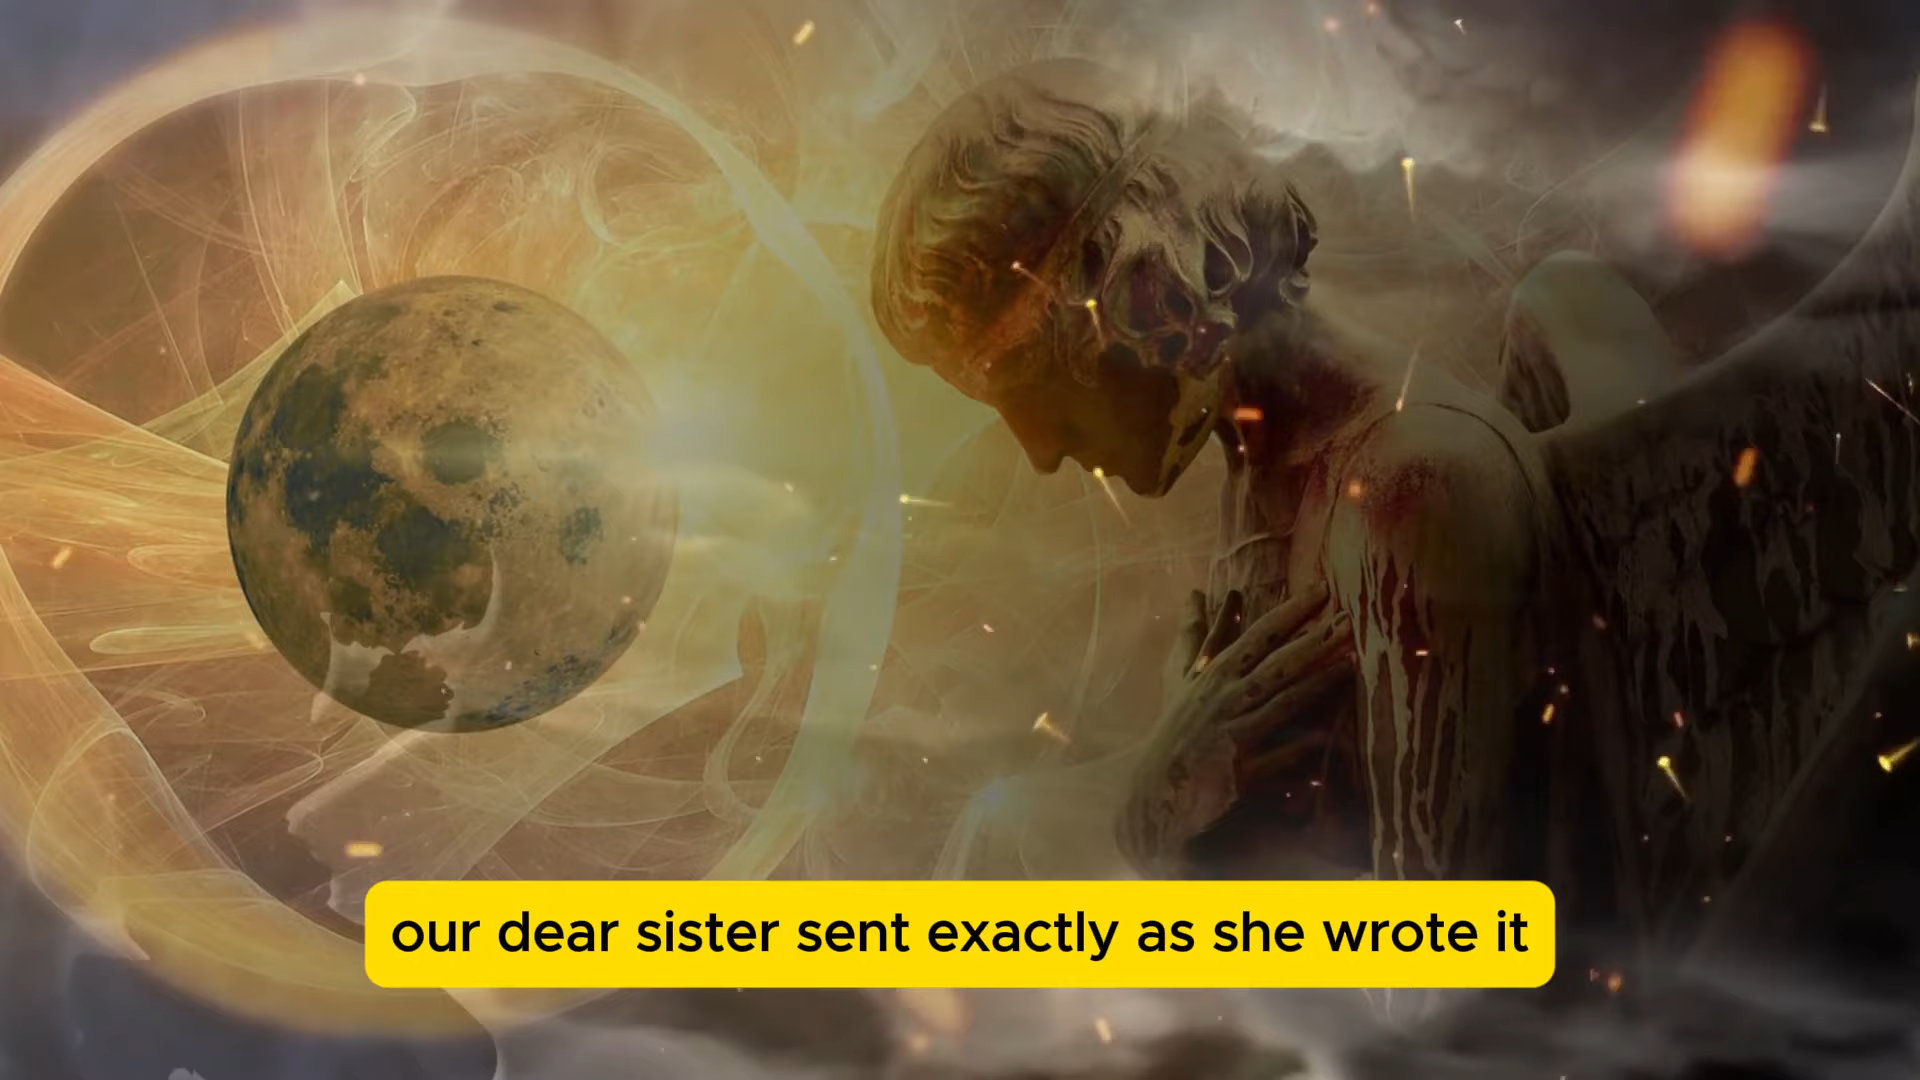 our dear sister sent exactly as she wrote it